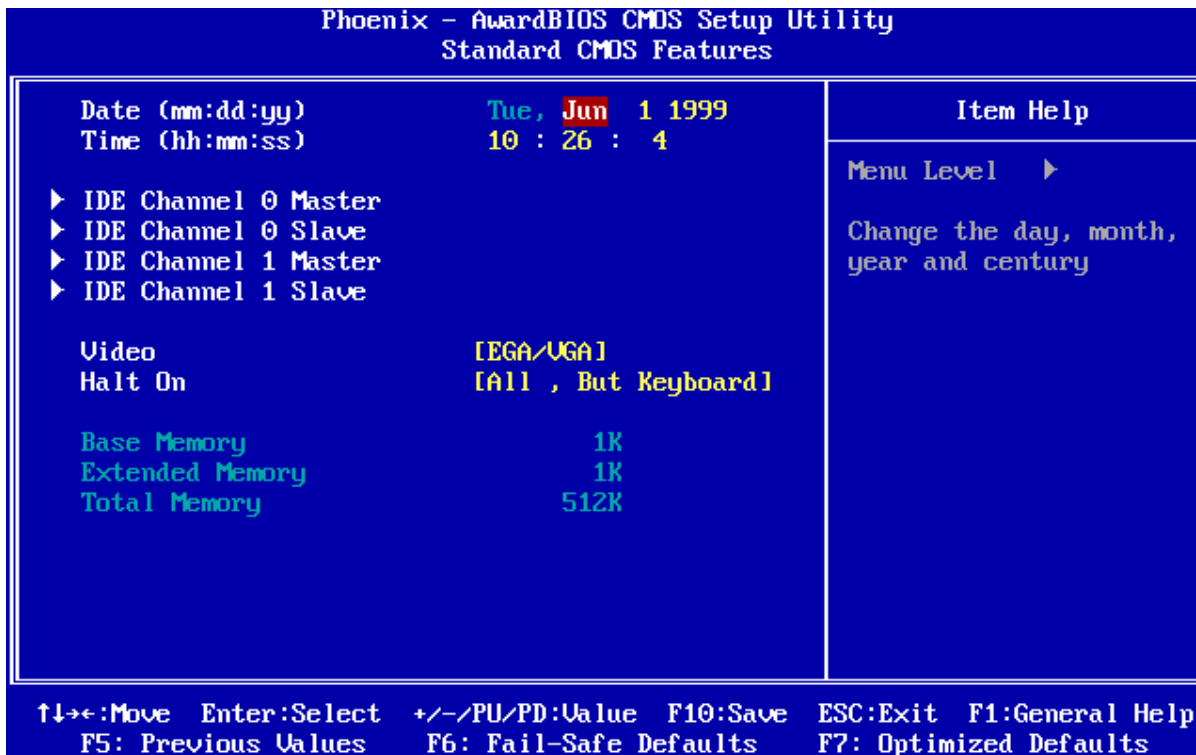 Phoenix - AwardBIOS CMOS Setup Utility
Standard CMOS Features
Date (mm:dd:yy) Tue, Jun 1 1999
Time (hh:mm:ss) 10 : 26 : 4
IDE Channel 0 Master
IDE Channel 0 Slave
IDE Channel 1 Master
IDE Channel 1 Slave
Video [EGA/VGA]
Halt On [All , But Keyboard]
Base Memory 1K
Extended Memory 1K
Total Memory 512K
Item Help
Menu Level
Change the day, month,
year and century
↑↓→←:Move Enter:Select +/-/PU/PD:Value F10:Save ESC:Exit F1:General Help
F5: Previous Values F6: Fail-Safe Defaults F7: Optimized Defaults